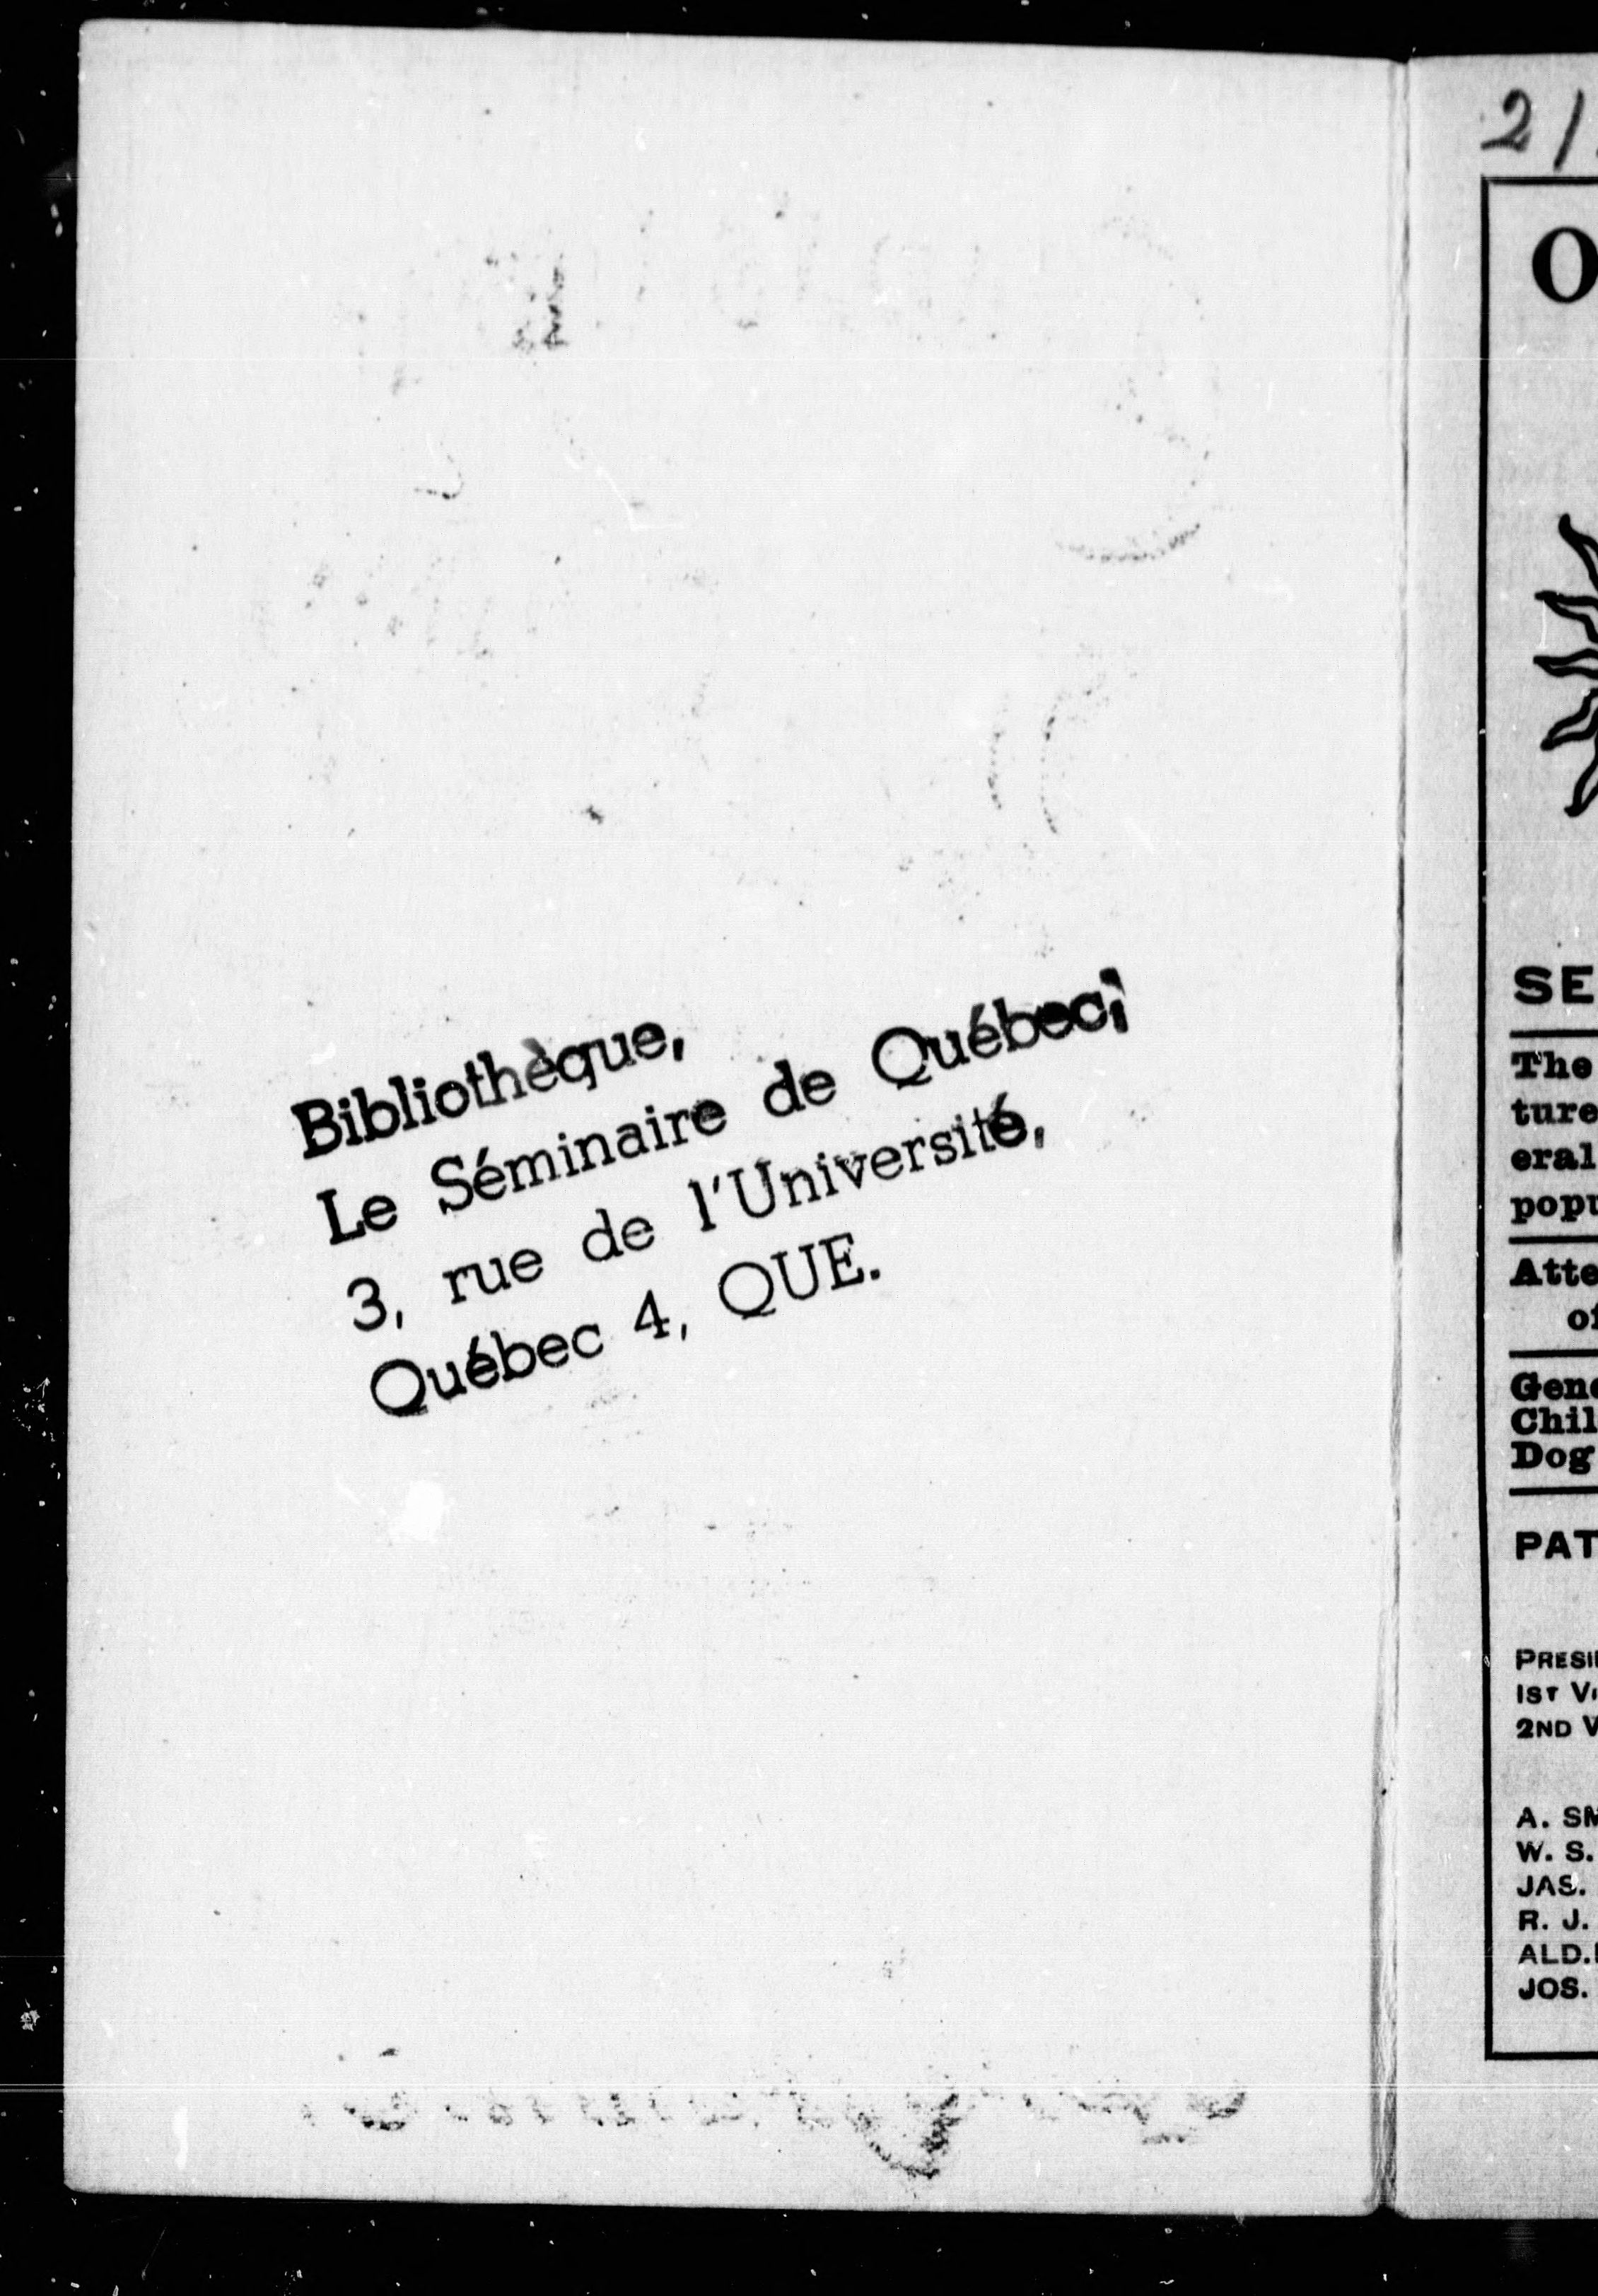 Bibliothèque,
Le Séminaire de Québec,
3, rue de l'Université,
Québec 4, QUE.
2/
O
SE
The
ture
eral
popu
Atte
of
Gene
Chil
Dog
PAT
PRESI
1ST VI
2ND V
A. SM
W. S.
JAS.
R. J.
ALD.
JOS.